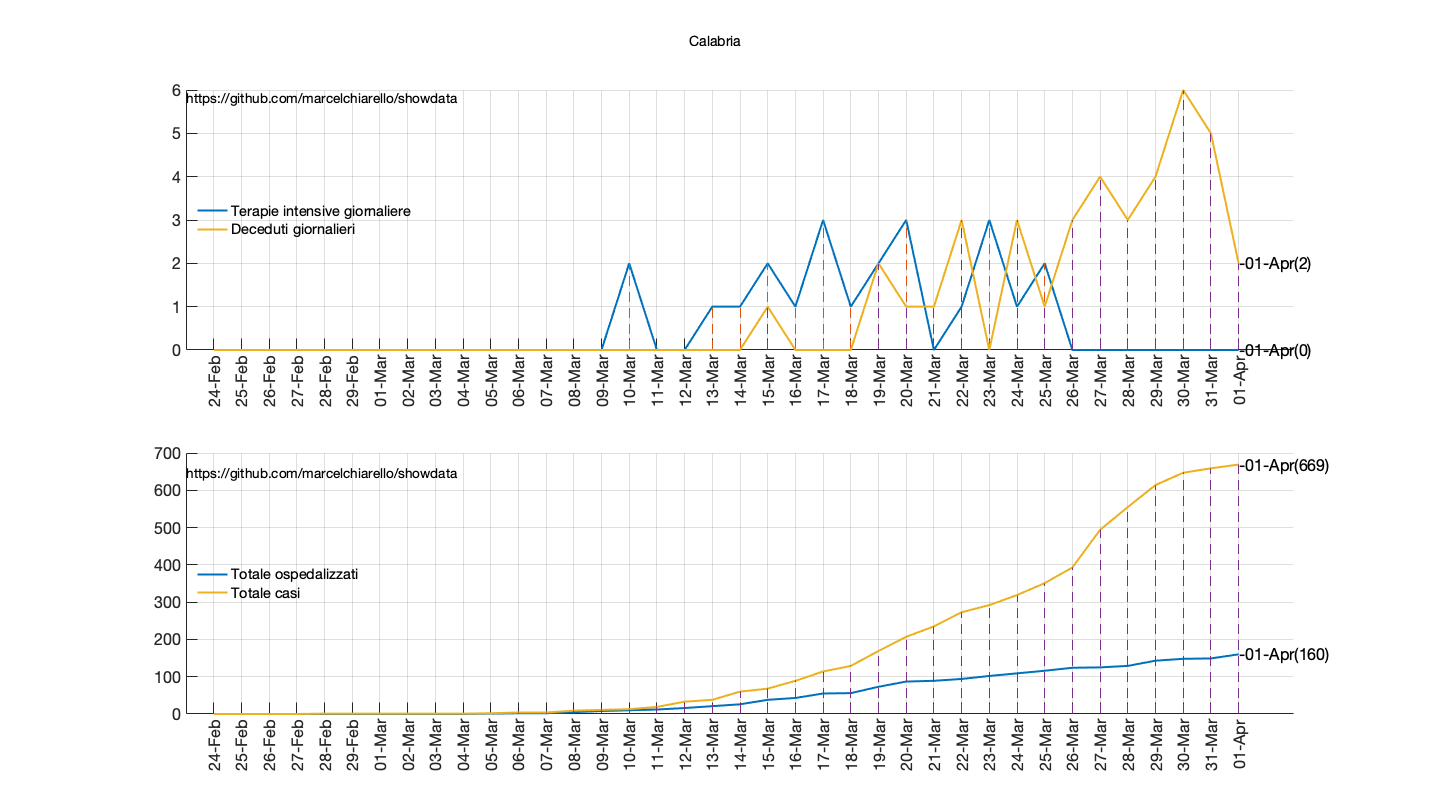 Calabria
6
https://github.com/marcelchiarello/showdata
5
4
Terapie intensive giornaliere
3
Deceduti giornalieri
2
-01-Apr(2)
1
0
-01-Apr(0)
24-Feb 25-Feb 26-Feb 27-Feb 28-Feb 29-Feb 01-Mar 02-Mar 03-Mar 04-Mar 05-Mar 06-Mar 07-Mar 08-Mar 09-Mar 10-Mar 11-Mar 12-Mar 13-Mar 14-Mar 15-Mar 16-Mar 17-Mar 18-Mar 19-Mar 20-Mar 21-Mar 22-Mar 23-Mar 24-Mar 25-Mar 26-Mar 27-Mar 28-Mar 29-Mar 30-Mar 31-Mar 01-Apr
700
-01-Apr(669)
https://github.com/marcelchiarello/showdata
600
500
Totale ospedalizzati
400
Totale casi
300
200
-01-Apr(160)
100
0
24-Feb 25-Feb 26-Feb 27-Feb 28-Feb 29-Feb 01-Mar 02-Mar 03-Mar 04-Mar 05-Mar 06-Mar 07-Mar 08-Mar 09-Mar 10-Mar 11-Mar 12-Mar 13-Mar 14-Mar 15-Mar 16-Mar 17-Mar 18-Mar 19-Mar 20-Mar 21-Mar 22-Mar 23-Mar 24-Mar 25-Mar 26-Mar 27-Mar 28-Mar 29-Mar 30-Mar 31-Mar 01-Apr